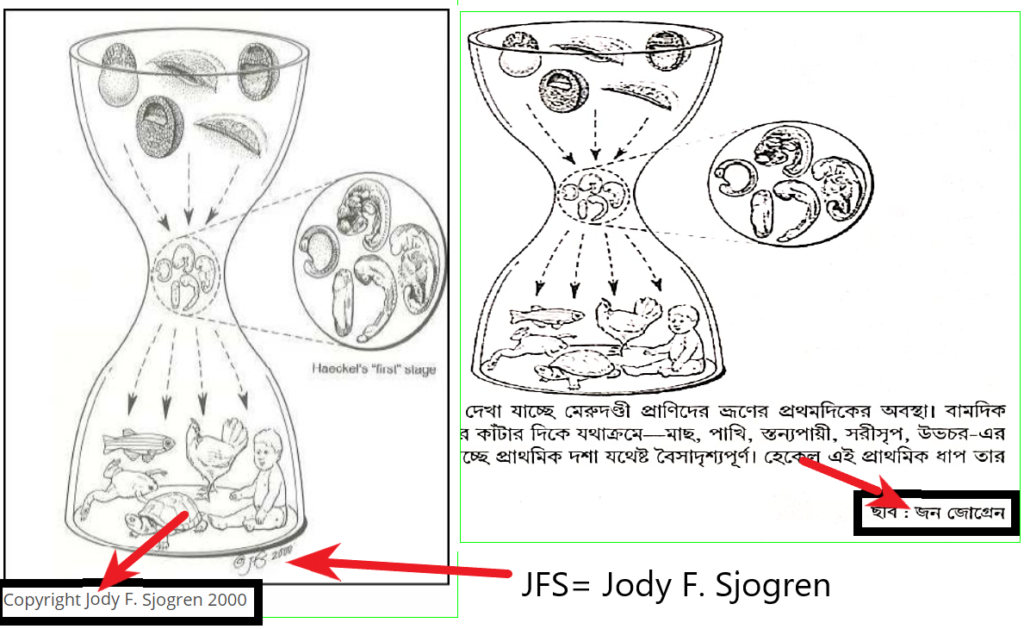 Haeckel's "first" stage
© JFS 2000
Copyright Jody F. Sjogren 2000
দেখা যাচ্ছে মেরুদণ্ডী প্রাণিদের ভ্রূণের প্রথমদিকের অবস্থা। বামদিক
র কাঁটার দিকে যথাক্রমে—মাছ, পাখি, স্তন্যপায়ী, সরীসৃপ, উভচর-এর
চ্ছে প্রাথমিক দশা যথেষ্ট বৈসাদৃশ্যপূর্ণ। হেকেল এই প্রাথমিক ধাপ তার
ছবি : জন জোগ্রেন
JFS= Jody F. Sjogren